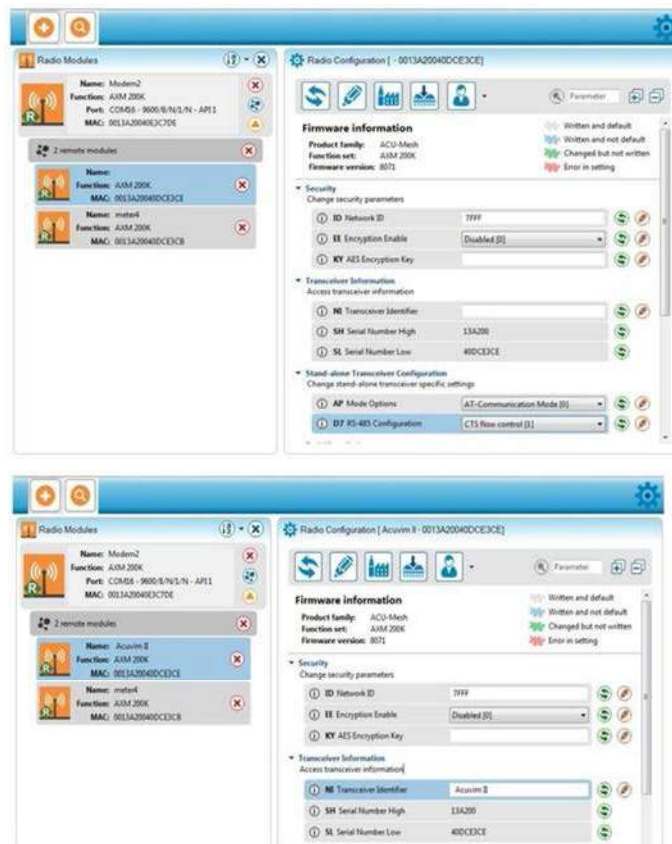 Radio Modules
Name: Modem2
Function: AXM 200K
Port: COM16 - 9600/8/N/1/N - API1
MAC: 0013A20040E3C7DE
2 remote modules
Name:
Function: AXM 200K
MAC: 0013A20040DCE3CE
Name: meter4
Function: AXM 200K
MAC: 0013A20040DCE3CB
Radio Configuration [ - 0013A20040DCE3CE]
Parameter
Firmware information
Product family: ACU-Mesh
Function set: AXM 200K
Firmware version: 8071
Written and default
Written and not default
Changed but not written
Error in setting
Security
Change security parameters
ID Network ID 7FFF
EE Encryption Enable Disabled [0]
KY AES Encryption Key
Transceiver Information
Access transceiver information
NI Transceiver Identifier
SH Serial Number High 13A200
SL Serial Number Low 40DCE3CE
Stand-alone Transceiver Configuration
Change stand-alone transceiver specific settings
AP Mode Options AT-Communication Mode [0]
D7 RS-485 Configuration CTS flow control [1]
Radio Modules
Name: Modem2
Function: AXM 200K
Port: COM16 - 9600/8/N/1/N - API1
MAC: 0013A20040E3C7DE
2 remote modules
Name: Acuvim II
Function: AXM 200K
MAC: 0013A20040DCE3CE
Name: meter4
Function: AXM 200K
MAC: 0013A20040DCE3CB
Radio Configuration [ Acuvim II - 0013A20040DCE3CE]
Parameter
Firmware information
Product family: ACU-Mesh
Function set: AXM 200K
Firmware version: 8071
Written and default
Written and not default
Changed but not written
Error in setting
Security
Change security parameters
ID Network ID 7FFF
EE Encryption Enable Disabled [0]
KY AES Encryption Key
Transceiver Information
Access transceiver information
NI Transceiver Identifier Acuvim II
SH Serial Number High 13A200
SL Serial Number Low 40DCE3CE